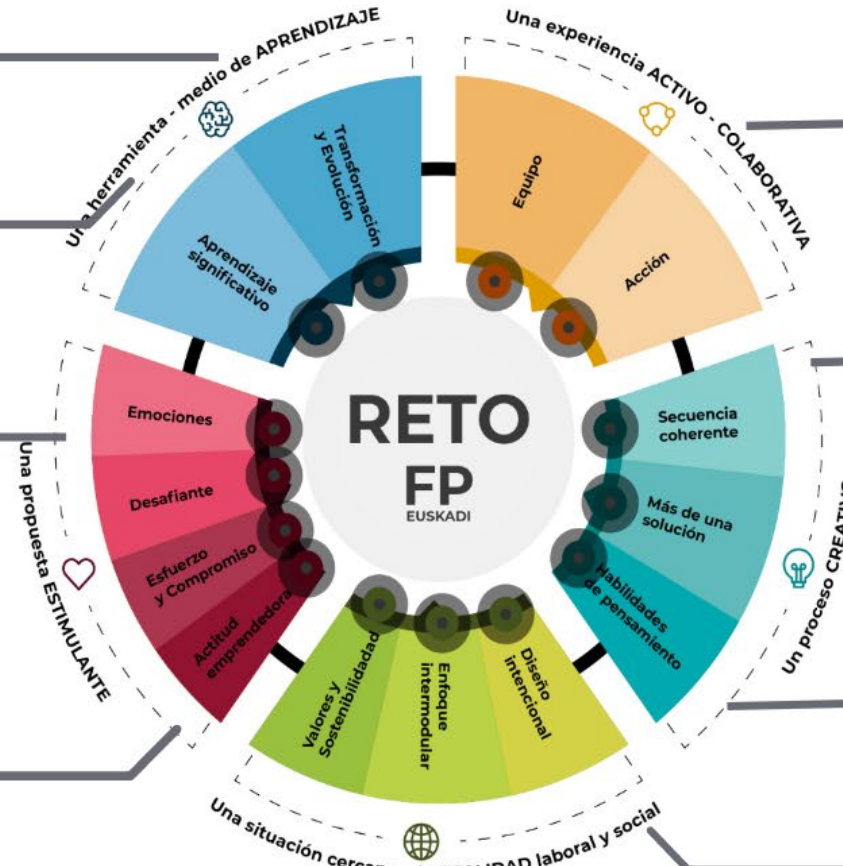 Una herramienta - medio de APRENDIZAJE
Una experiencia ACTIVO - COLABORATIVA
Transformación
y Evolución
Aprendizaje
significativo
Equipo
Acción
RETO
FP
EUSKADI
Emociones
Desafiante
Esfuerzo
y Compromiso
Actitud
emprendedora
Una propuesta ESTIMULANTE
Secuencia
coherente
Más de una
solución
Habilidades
de pensamiento
Un proceso
Valores y
Sostenibilidadad
Enfoque
intermodular
Diseño
intencional
Una situación laboral y social